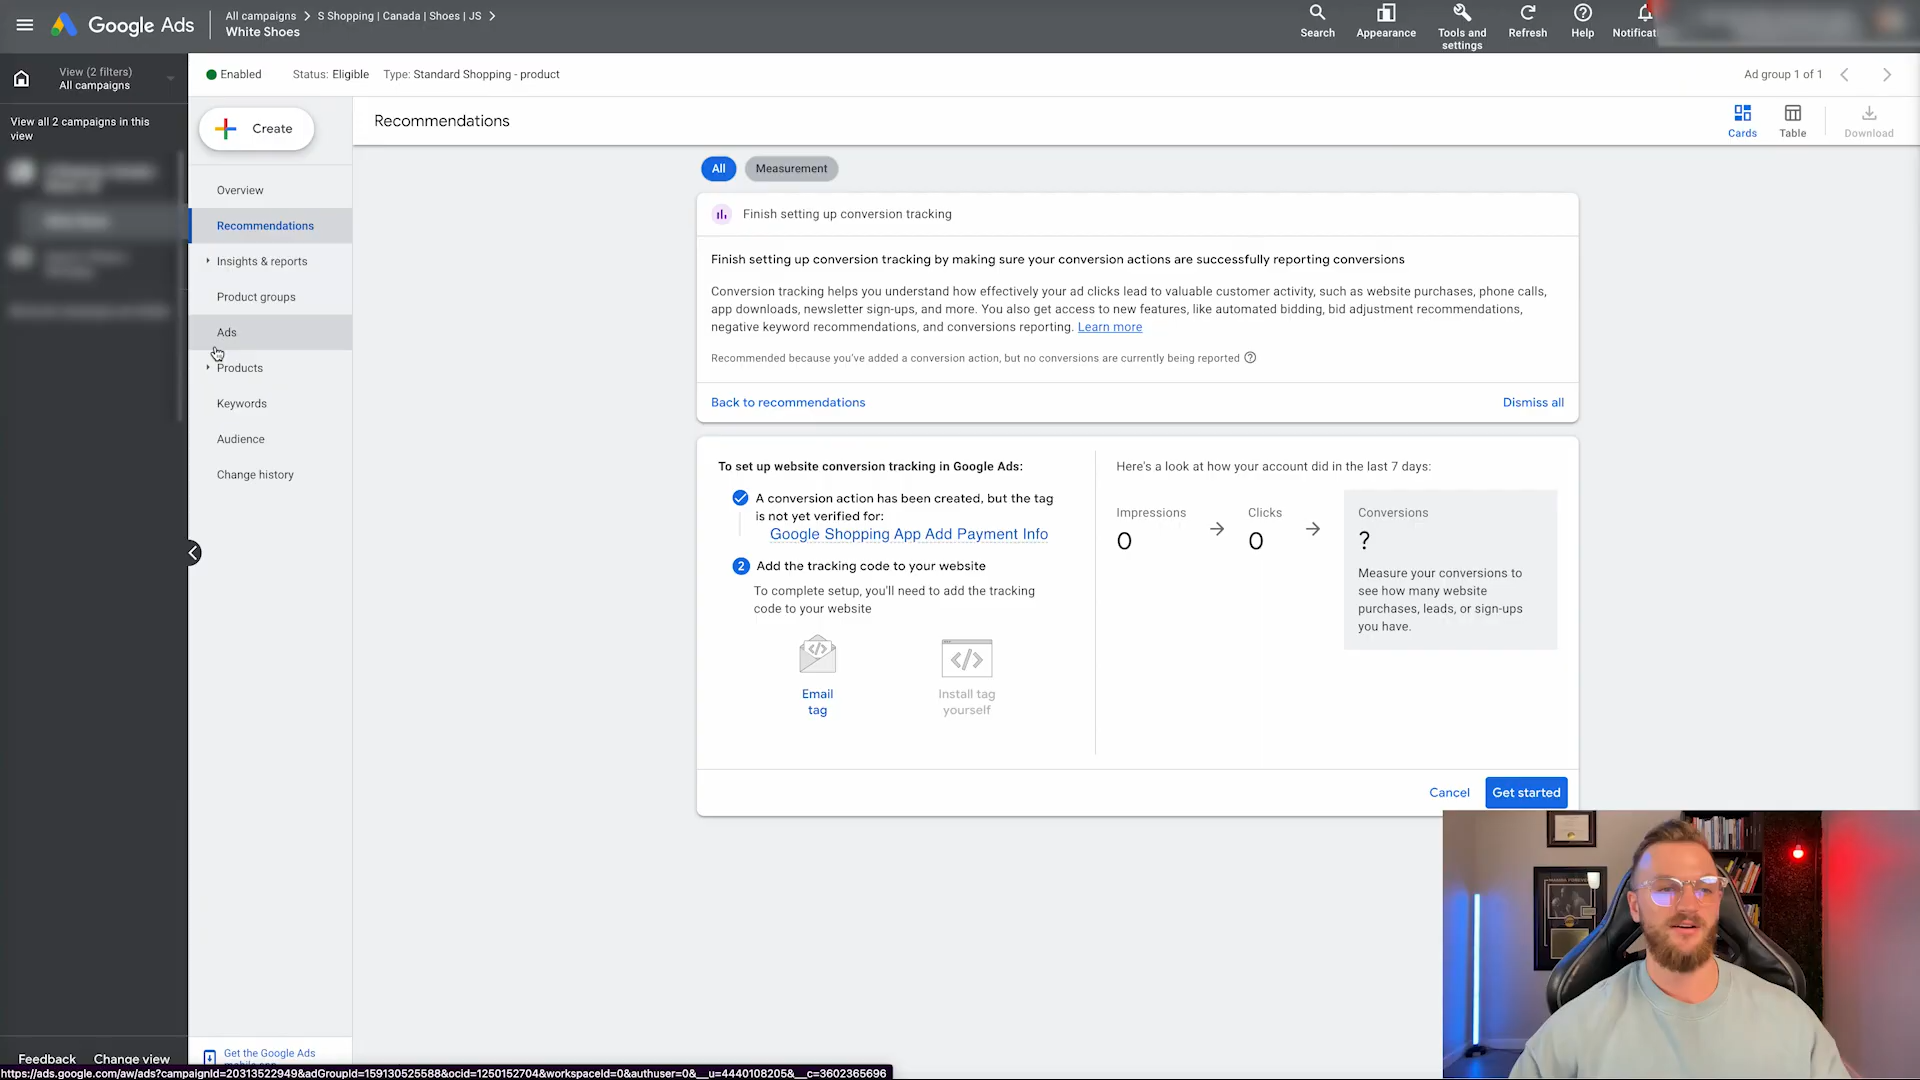 Google Ads
All campaigns > S Shopping | Canada | Shoes | JS >
White Shoes
Search
Appearance
Tools and
settings
Refresh
Help
Notificat
View (2 filters)
All campaigns
Enabled
Status: Eligible
Type: Standard Shopping - product
Ad group 1 of 1
View all 2 campaigns in this
view
Create
Recommendations
Cards
Table
Download
Overview
Recommendations
Insights & reports
Product groups
Ads
Products
Keywords
Audience
Change history
All
Measurement
Finish setting up conversion tracking
Finish setting up conversion tracking by making sure your conversion actions are successfully reporting conversions
Conversion tracking helps you understand how effectively your ad clicks lead to valuable customer activity, such as website purchases, phone calls,
app downloads, newsletter sign-ups, and more. You also get access to new features, like automated bidding, bid adjustment recommendations,
negative keyword recommendations, and conversions reporting. Learn more
Recommended because you've added a conversion action, but no conversions are currently being reported
Back to recommendations
Dismiss all
To set up website conversion tracking in Google Ads:
A conversion action has been created, but the tag
is not yet verified for:
Google Shopping App Add Payment Info
2 Add the tracking code to your website
To complete setup, you'll need to add the tracking
code to your website
Email
tag
Install tag
yourself
Here's a look at how your account did in the last 7 days:
Impressions
0
Clicks
0
Conversions
?
Measure your conversions to
see how many website
purchases, leads, or sign-ups
you have.
Cancel
Get started
Feedback
Change view
Get the Google Ads
https://ads.google.com/aw/ads?campaignId=20313522949&adGroupId=159130525588&ocid=1250152704&workspaceId=0&authuser=0&__u=4440108205&__c=3602365696